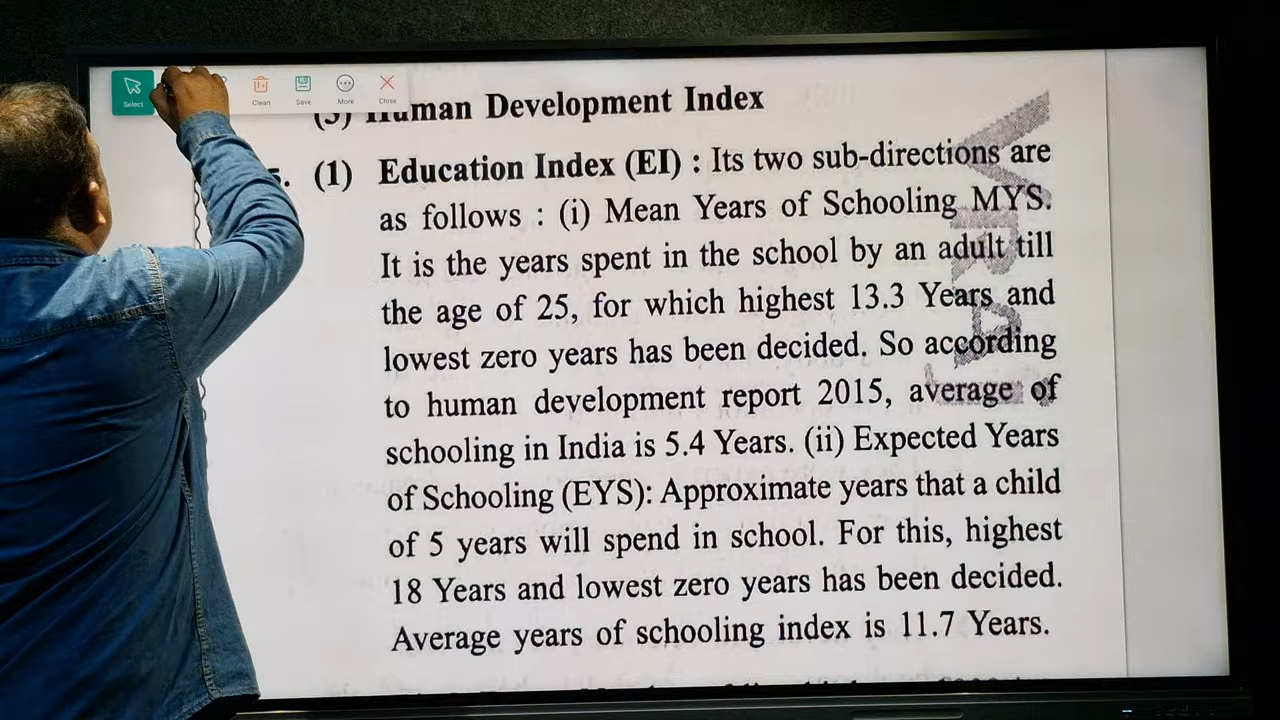 Select
Clean
Save
More
Close
Human Development Index
5. (1) Education Index (EI) : Its two sub-directions are
as follows : (i) Mean Years of Schooling MYS.
It is the years spent in the school by an adult till
the age of 25, for which highest 13.3 Years and
lowest zero years has been decided. So according
to human development report 2015, average of
schooling in India is 5.4 Years. (ii) Expected Years
of Schooling (EYS): Approximate years that a child
of 5 years will spend in school. For this, highest
18 Years and lowest zero years has been decided.
Average years of schooling index is 11.7 Years.